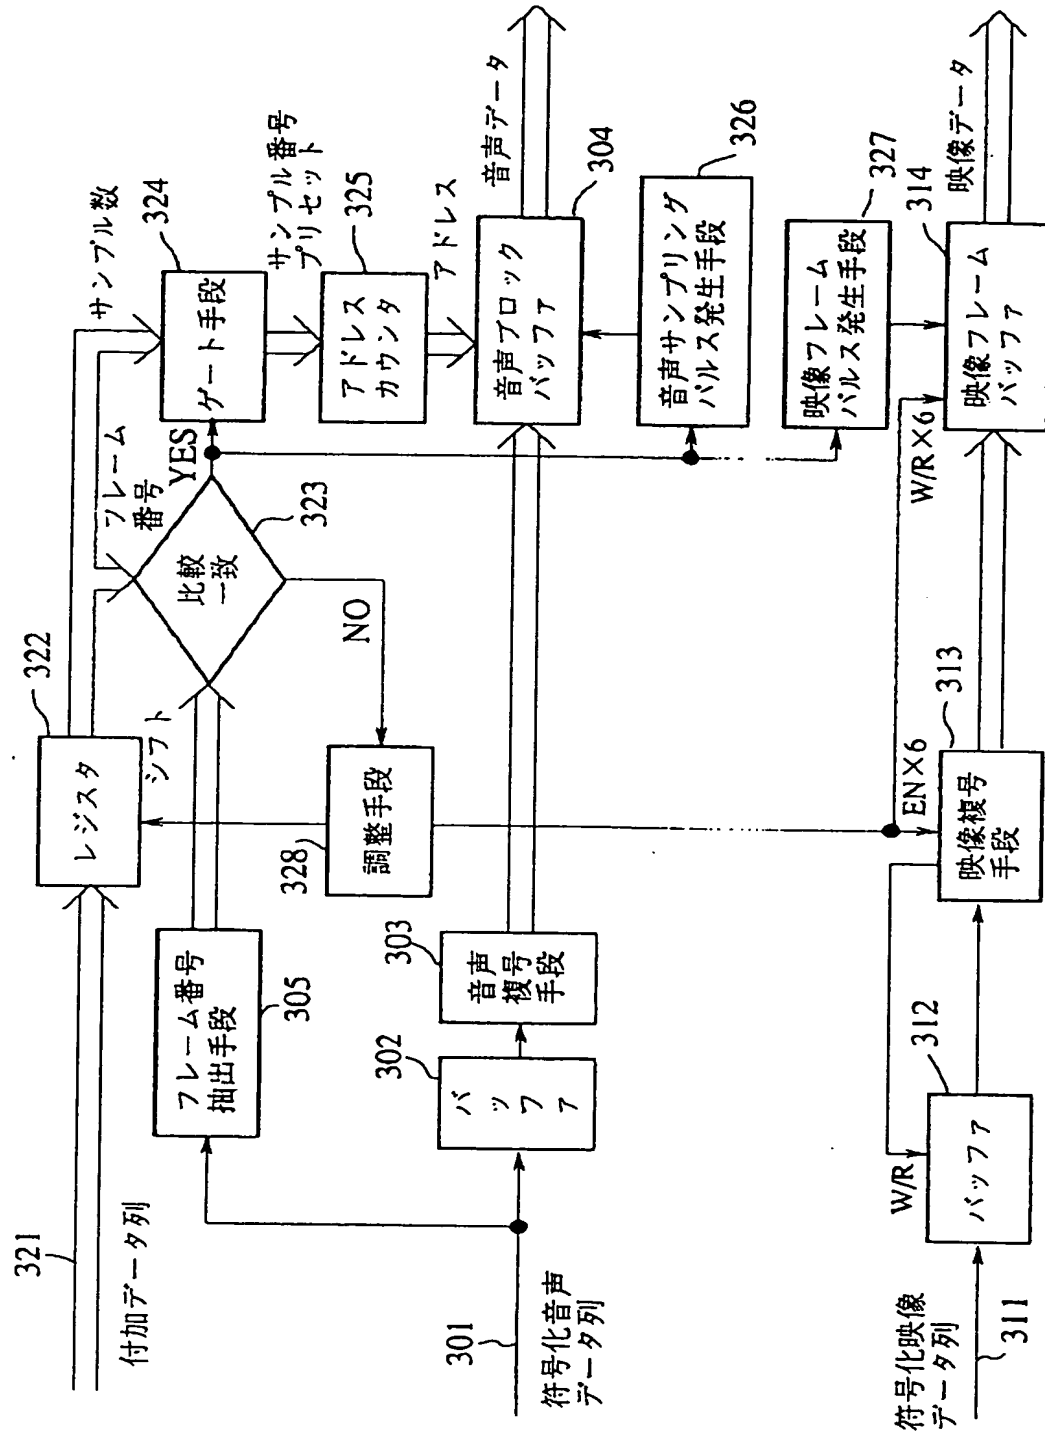 321
付加データ列
322
レジスタ
サンプル数
フレーム
番号
フレーム番号
抽出手段
305
シフト
比較
一致
323
YES
NO
324
ゲート手段
サンプル番号
プリセット
325
アドレス
カウンタ
アドレス
328
調整手段
301
符号化音声
データ列
302
バッファ
303
音声
複号
手段
音声ブロック
バッファ
304
音声データ
326
音声サンプリング
パルス発生手段
327
映像フレーム
パルス発生手段
311
符号化映像
データ列
W/R
312
バッファ
EN×6
313
映像複号
手段
W/R×6
314
映像フレーム
バッファ
映像データ